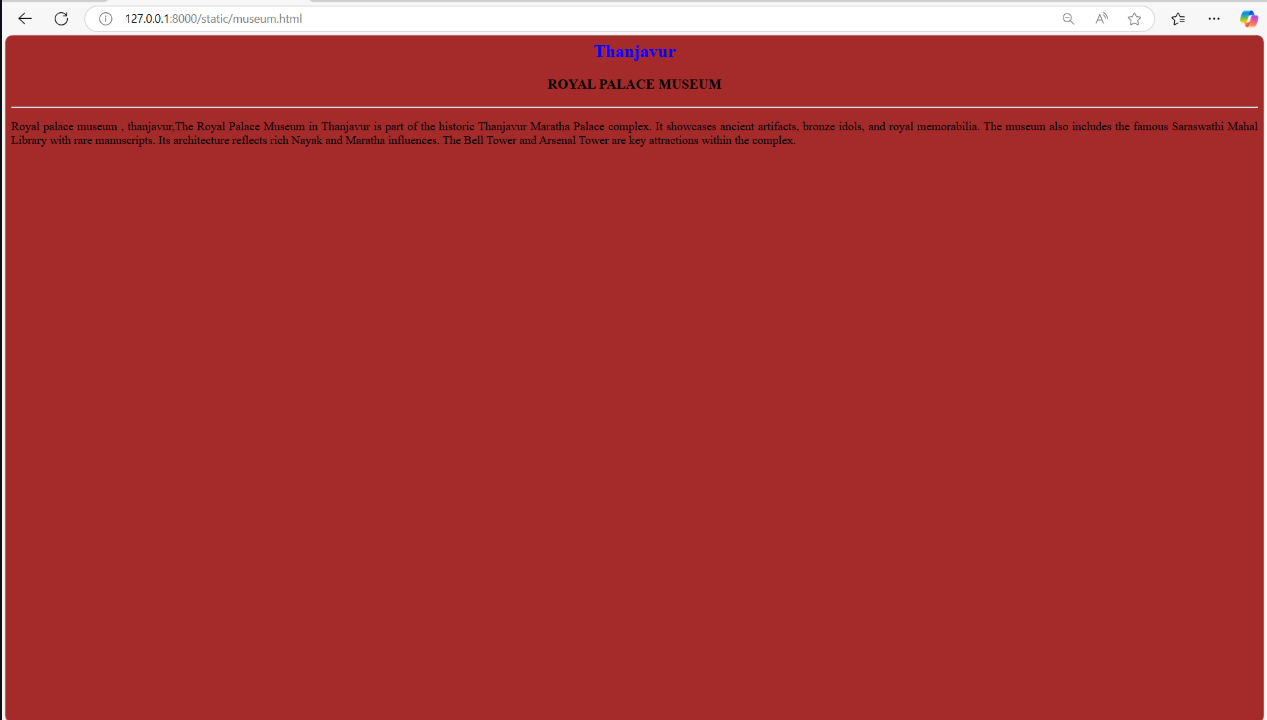 127.0.0.1:8000/static/museum.html
Thanjavur
ROYAL PALACE MUSEUM
Royal palace museum , thanjavur,The Royal Palace Museum in Thanjavur is part of the historic Thanjavur Maratha Palace complex. It showcases ancient artifacts, bronze idols, and royal memorabilia. The museum also includes the famous Saraswathi Mahal
Library with rare manuscripts. Its architecture reflects rich Nayak and Maratha influences. The Bell Tower and Arsenal Tower are key attractions within the complex.